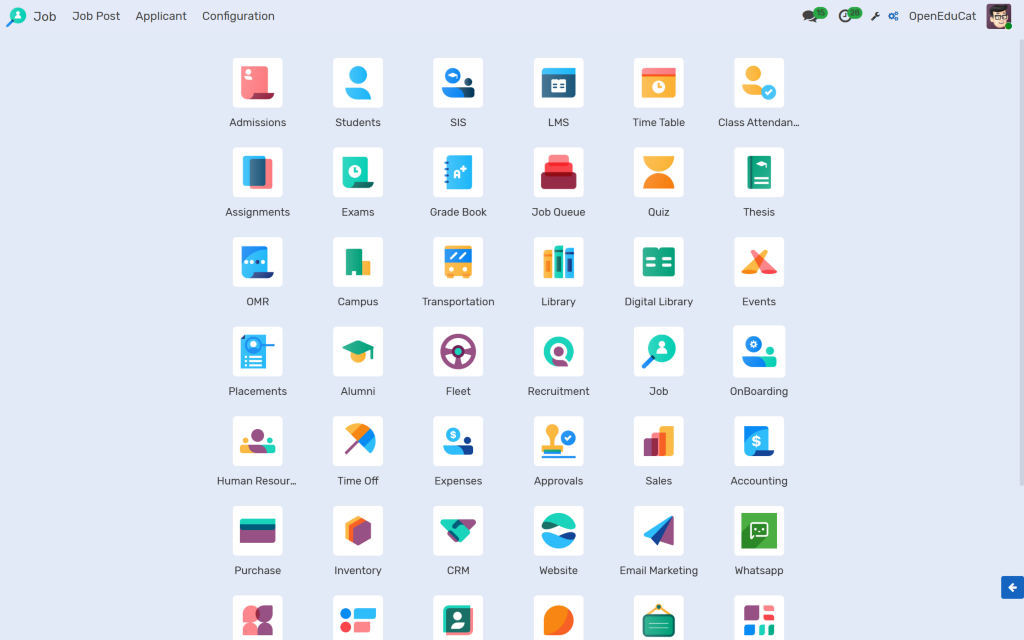 Job Job Post Applicant Configuration 15 26 OpenEduCat
Admissions Students SIS LMS Time Table Class Attendan...
Assignments Exams Grade Book Job Queue Quiz Thesis
OMR Campus Transportation Library Digital Library Events
Placements Alumni Fleet Recruitment Job OnBoarding
Human Resour... Time Off Expenses Approvals Sales Accounting
Purchase Inventory CRM Website Email Marketing Whatsapp